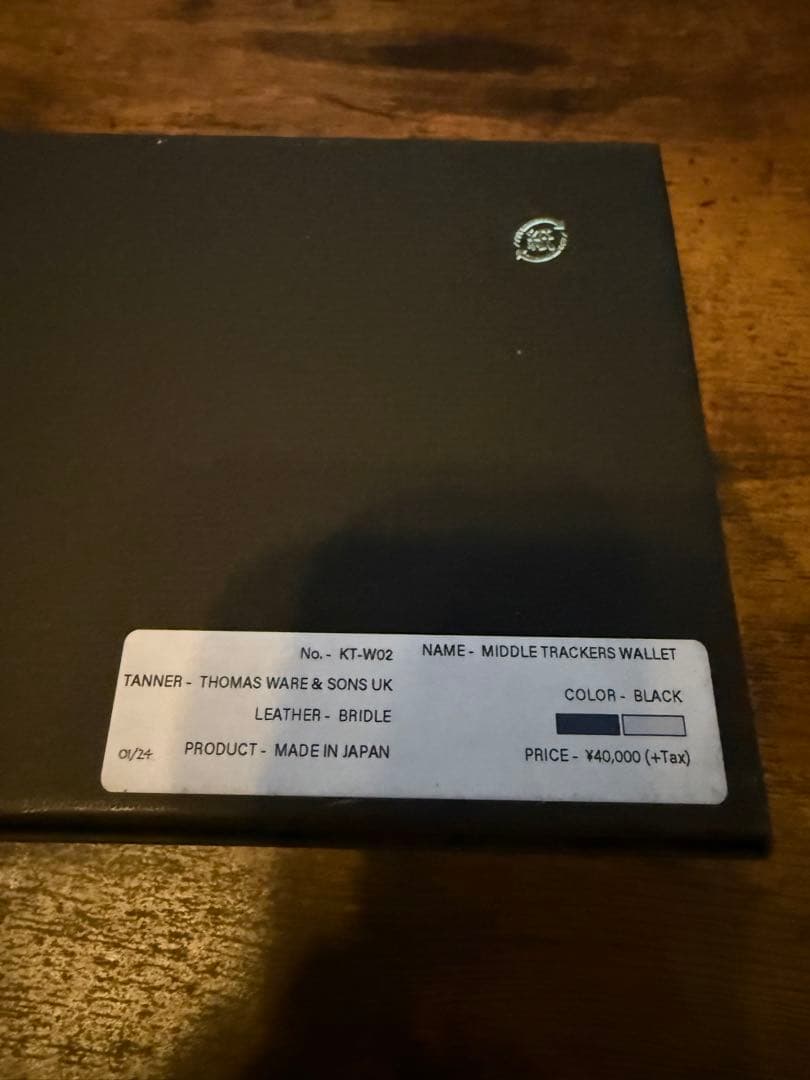 No. - KT-W02
NAME - MIDDLE TRACKERS WALLET
TANNER - THOMAS WARE & SONS UK
COLOR - BLACK
LEATHER - BRIDLE
01/24
PRODUCT - MADE IN JAPAN
PRICE - ¥40,000 (+Tax)